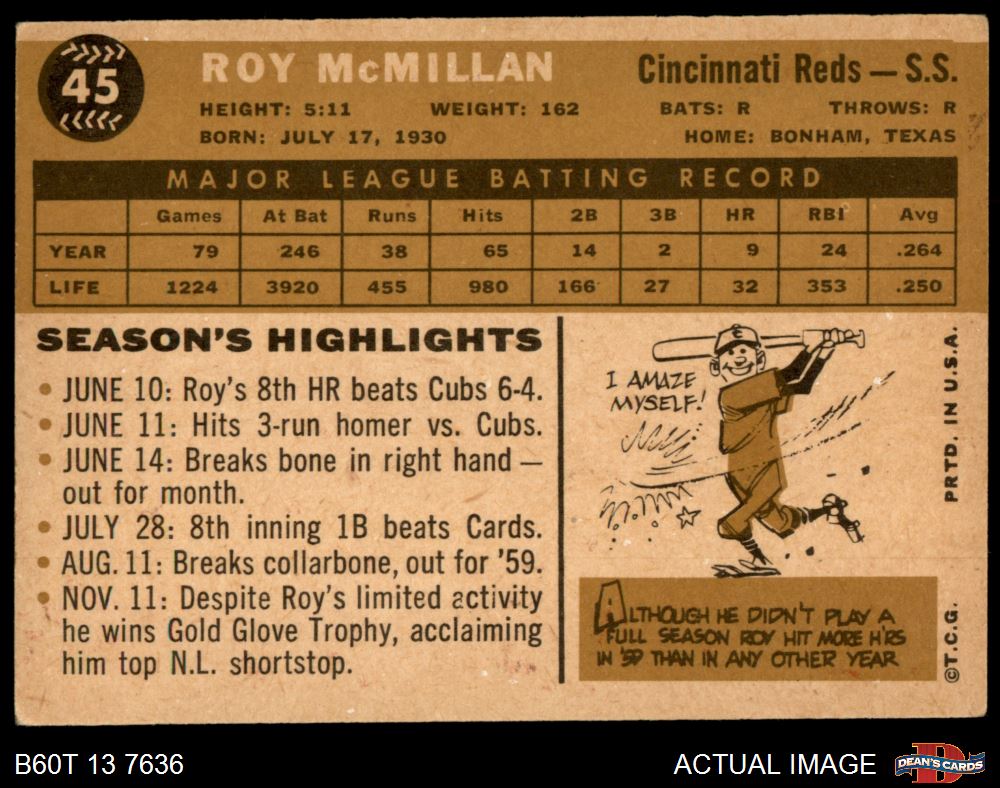 45
ROY McMILLAN
Cincinnati Reds — S.S.
HEIGHT: 5:11 WEIGHT: 162 BATS: R THROWS: R
BORN: JULY 17, 1930 HOME: BONHAM, TEXAS
MAJOR LEAGUE BATTING RECORD
Games At Bat Runs Hits 2B 3B HR RBI Avg
YEAR 79 246 38 65 14 2 9 24 .264
LIFE 1224 3920 455 980 166 27 32 353 .250
SEASON'S HIGHLIGHTS
• JUNE 10: Roy's 8th HR beats Cubs 6-4.
• JUNE 11: Hits 3-run homer vs. Cubs.
• JUNE 14: Breaks bone in right hand —
out for month.
• JULY 28: 8th inning 1B beats Cards.
• AUG. 11: Breaks collarbone, out for '59.
• NOV. 11: Despite Roy's limited activity
he wins Gold Glove Trophy, acclaiming
him top N.L. shortstop.
C
I AMAZE
MYSELF!
ALTHOUGH HE DIDN'T PLAY A
FULL SEASON ROY HIT MORE H'RS
IN '59 THAN IN ANY OTHER YEAR
PRTD. IN U.S.A.
©T.C.G.
B60T 13 7636
ACTUAL IMAGE
D
DEAN'S CARDS